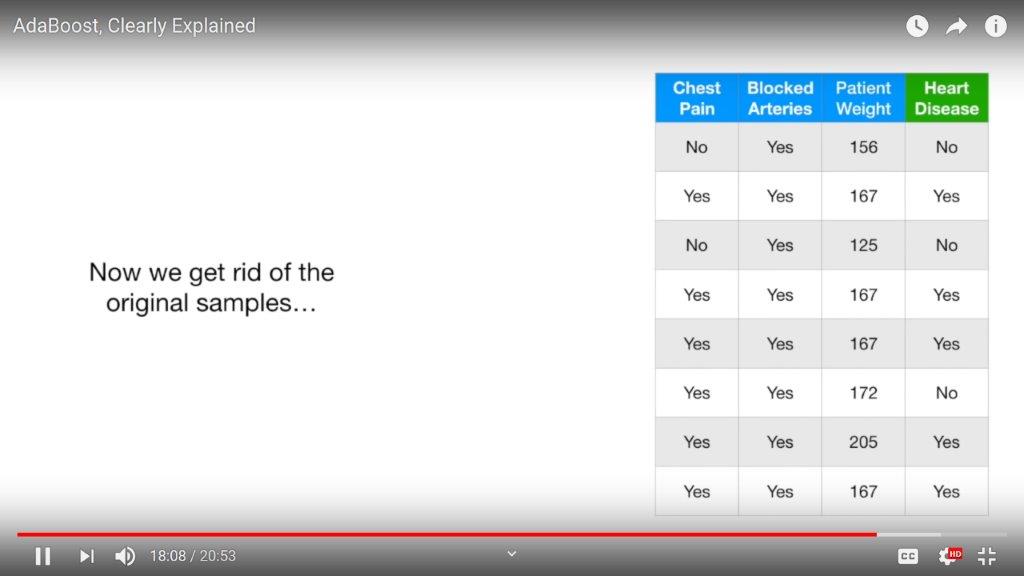 AdaBoost, Clearly Explained
Chest Pain Blocked Arteries Patient Weight Heart Disease
No Yes 156 No
Yes Yes 167 Yes
No Yes 125 No
Yes Yes 167 Yes
Yes Yes 167 Yes
Yes Yes 172 No
Yes Yes 205 Yes
Yes Yes 167 Yes
Now we get rid of the
original samples…
18:08 / 20:53
CC
HD